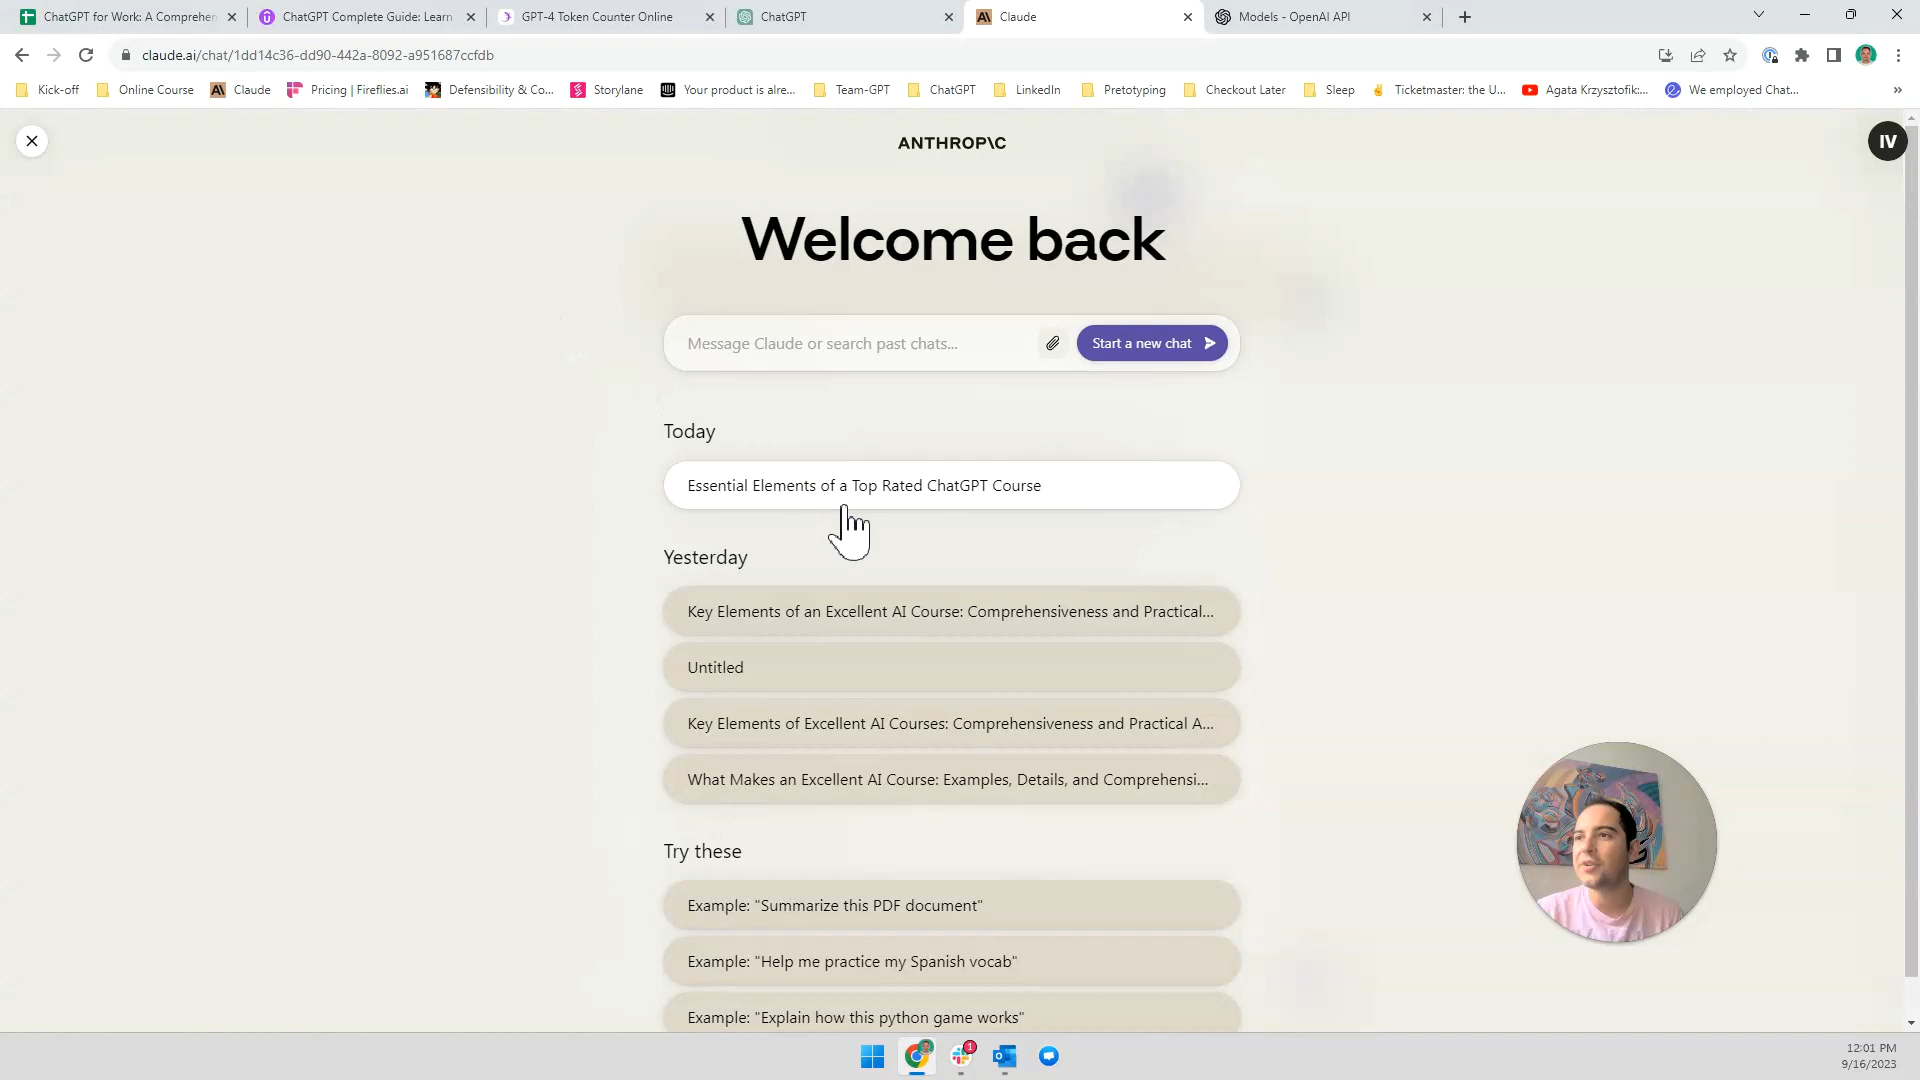 ChatGPT for Work: A Comprehen
ChatGPT Complete Guide: Learn
GPT-4 Token Counter Online
ChatGPT
Claude
Models - OpenAI API
claude.ai/chat/1dd14c36-dd90-442a-8092-a951687ccfdb
Kick-off
Online Course
Claude
Pricing | Fireflies.ai
Defensibility & Co...
Storylane
Your product is alre...
Team-GPT
ChatGPT
LinkedIn
Pretotyping
Checkout Later
Sleep
Ticketmaster: the U...
Agata Krzysztofik:...
We employed Chat...
ANTHROP\C
IV
Welcome back
Message Claude or search past chats...
Start a new chat
Today
Essential Elements of a Top Rated ChatGPT Course
Yesterday
Key Elements of an Excellent AI Course: Comprehensiveness and Practical...
Untitled
Key Elements of Excellent AI Courses: Comprehensiveness and Practical A...
What Makes an Excellent AI Course: Examples, Details, and Comprehensi...
Try these
Example: "Summarize this PDF document"
Example: "Help me practice my Spanish vocab"
Example: "Explain how this python game works"
1
12:01 PM
9/16/2023